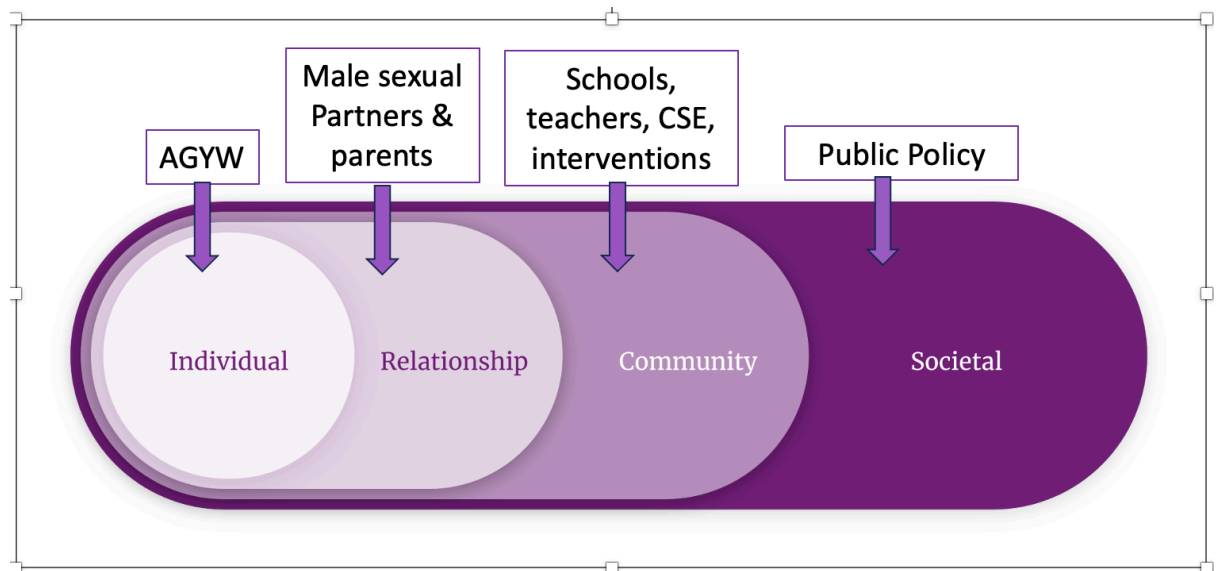 AGYW
Male sexual
Partners &
parents
Schools,
teachers, CSE,
interventions
Public Policy
Individual
Relationship
Community
Societal